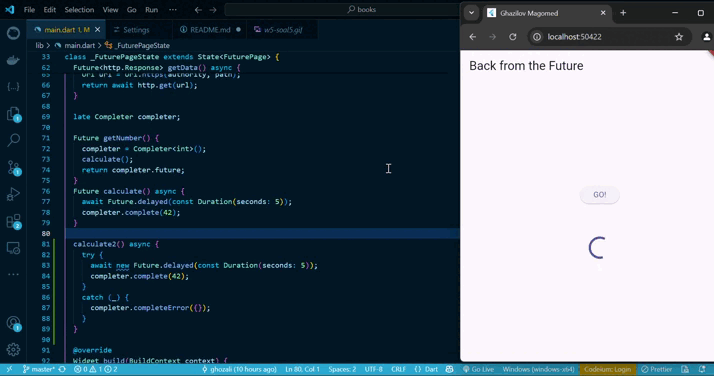 File Edit Selection View Go Run ··· books
main.dart 1, M Settings README.md w5-soal5.gif
lib > main.dart > _FuturePageState
33 class _FuturePageState extends State<FuturePage> {
62 Future<http.Response> getData() async {
65 Uri url = Uri.https(authority, path);
66 return await http.get(url);
67 }
68
69 late Completer completer;
70
71 Future getNumber() {
72 completer = Completer<int>();
73 calculate();
74 return completer.future;
75 }
76 Future calculate() async {
77 await Future.delayed(const Duration(seconds: 5));
78 completer.complete(42);
79 }
80
81 calculate2() async {
82 try {
83 await new Future.delayed(const Duration(seconds: 5));
84 completer.complete(42);
85 }
86 catch (_) {
87 completer.completeError({});
88 }
89 }
90
91 @override
92 Widget build(BuildContext context) {
master* 0 1 2 ghozali (10 hours ago) Ln 80, Col 1 Spaces: 2 UTF-8 CRLF {} Dart Go Live Windows (windows-x64) Codeium: Login Prettier
Ghazilov Magomed
localhost:50422
Back from the Future
GO!